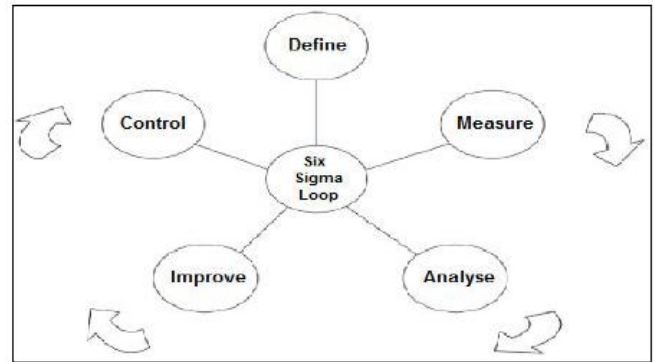 Define
Control
Measure
Six
Sigma
Loop
Improve
Analyse